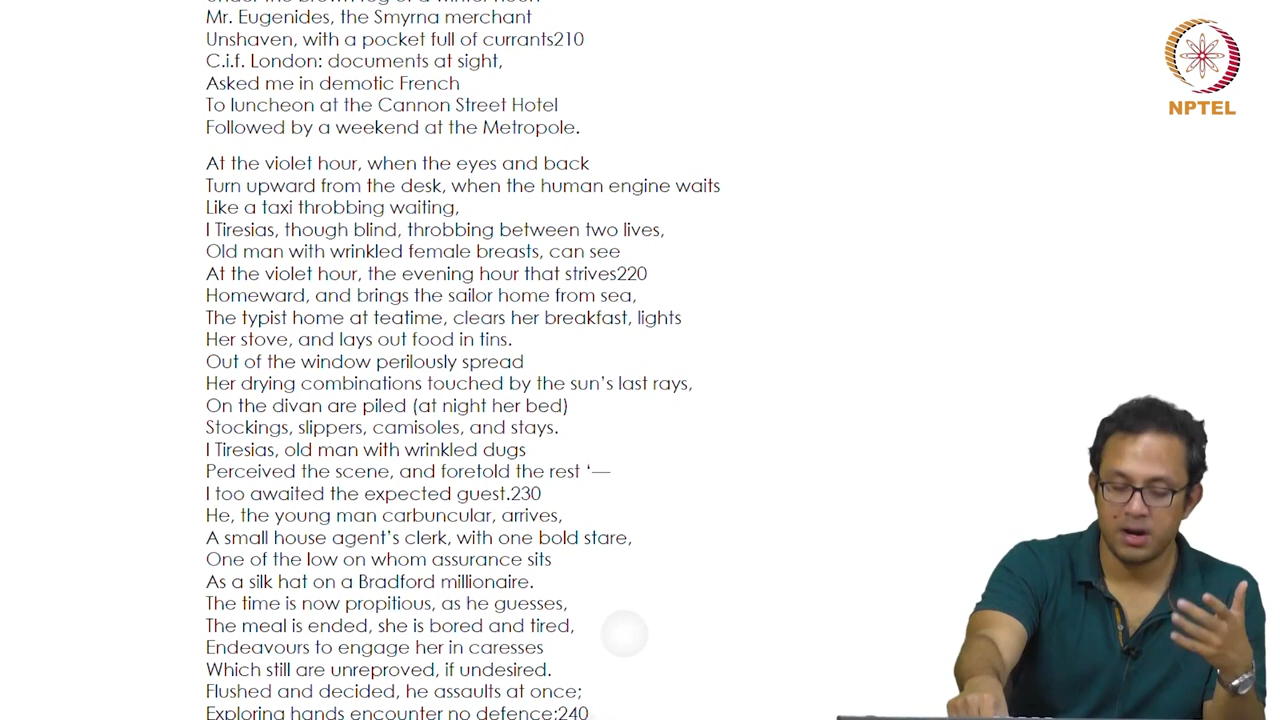 Under the brown fog of a winter noon
Mr. Eugenides, the Smyrna merchant
Unshaven, with a pocket full of currants210
C.i.f. London: documents at sight,
Asked me in demotic French
To luncheon at the Cannon Street Hotel
Followed by a weekend at the Metropole.
At the violet hour, when the eyes and back
Turn upward from the desk, when the human engine waits
Like a taxi throbbing waiting,
I Tiresias, though blind, throbbing between two lives,
Old man with wrinkled female breasts, can see
At the violet hour, the evening hour that strives220
Homeward, and brings the sailor home from sea,
The typist home at teatime, clears her breakfast, lights
Her stove, and lays out food in tins.
Out of the window perilously spread
Her drying combinations touched by the sun's last rays,
On the divan are piled (at night her bed)
Stockings, slippers, camisoles, and stays.
I Tiresias, old man with wrinkled dugs
Perceived the scene, and foretold the rest ‘—
I too awaited the expected guest.230
He, the young man carbuncular, arrives,
A small house agent's clerk, with one bold stare,
One of the low on whom assurance sits
As a silk hat on a Bradford millionaire.
The time is now propitious, as he guesses,
The meal is ended, she is bored and tired,
Endeavours to engage her in caresses
Which still are unreproved, if undesired.
Flushed and decided, he assaults at once;
Exploring hands encounter no defence;240
NPTEL